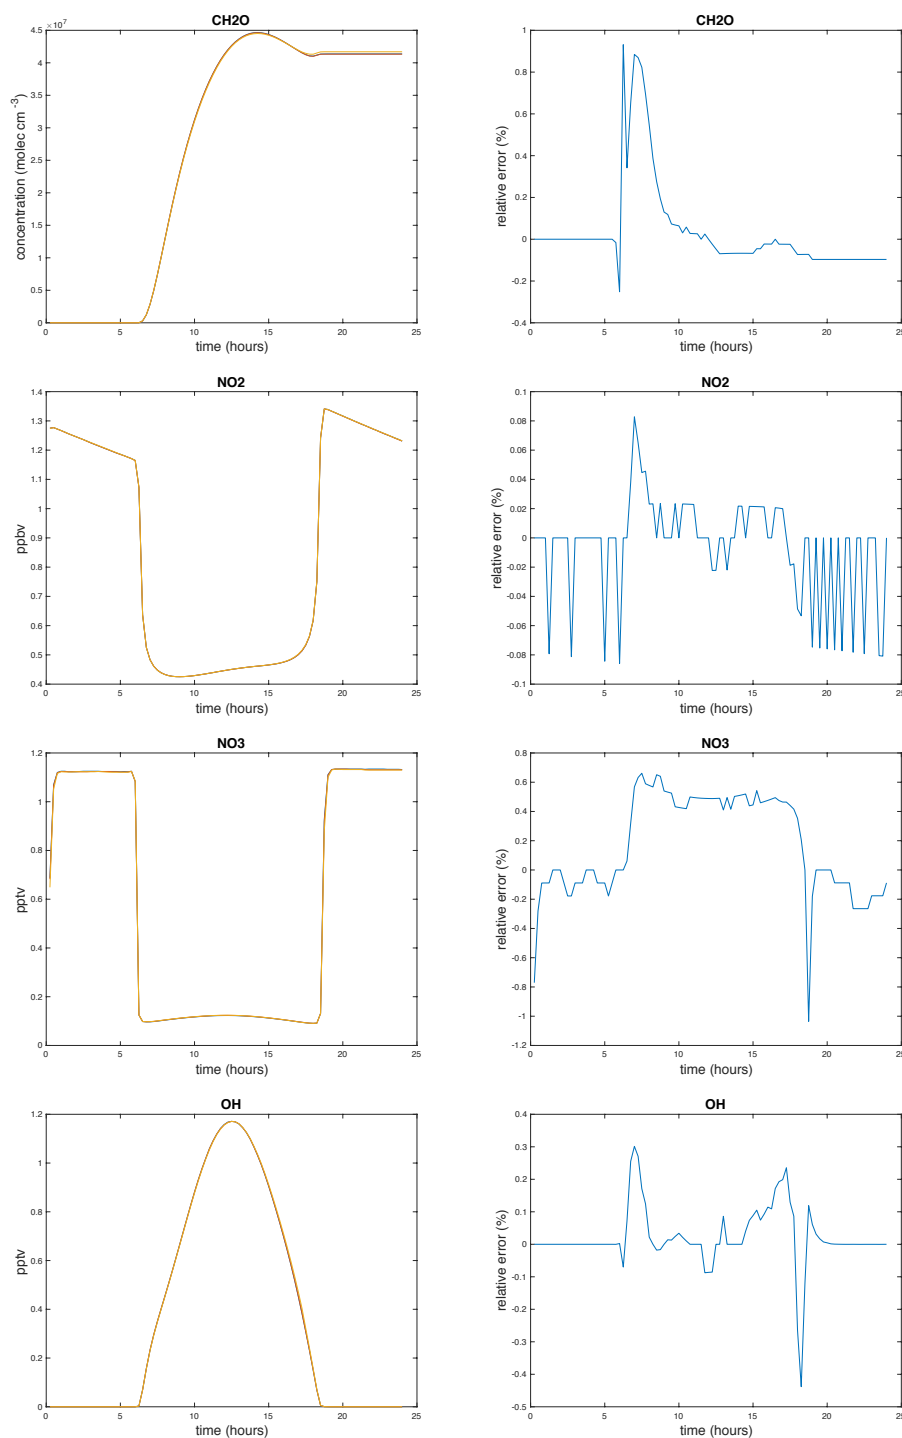 CH2O
×10^7
4.5
4
3.5
3
2.5
2
1.5
1
0.5
0
concentration (molec cm^-3)
0 5 10 15 20 25
time (hours)
CH2O
1
0.8
0.6
0.4
0.2
0
-0.2
-0.4
relative error (%)
0 5 10 15 20 25
time (hours)
NO2
1.4
1.3
1.2
1.1
1
0.9
0.8
0.7
0.6
0.5
0.4
ppbv
0 5 10 15 20 25
time (hours)
NO2
0.1
0.08
0.06
0.04
0.02
0
-0.02
-0.04
-0.06
-0.08
-0.1
relative error (%)
0 5 10 15 20 25
time (hours)
NO3
1.2
1
0.8
0.6
0.4
0.2
0
pptv
0 5 10 15 20 25
time (hours)
NO3
0.8
0.6
0.4
0.2
0
-0.2
-0.4
-0.6
-0.8
-1
-1.2
relative error (%)
0 5 10 15 20 25
time (hours)
OH
1.2
1
0.8
0.6
0.4
0.2
0
pptv
0 5 10 15 20 25
time (hours)
OH
0.4
0.3
0.2
0.1
0
-0.1
-0.2
-0.3
-0.4
-0.5
relative error (%)
0 5 10 15 20 25
time (hours)